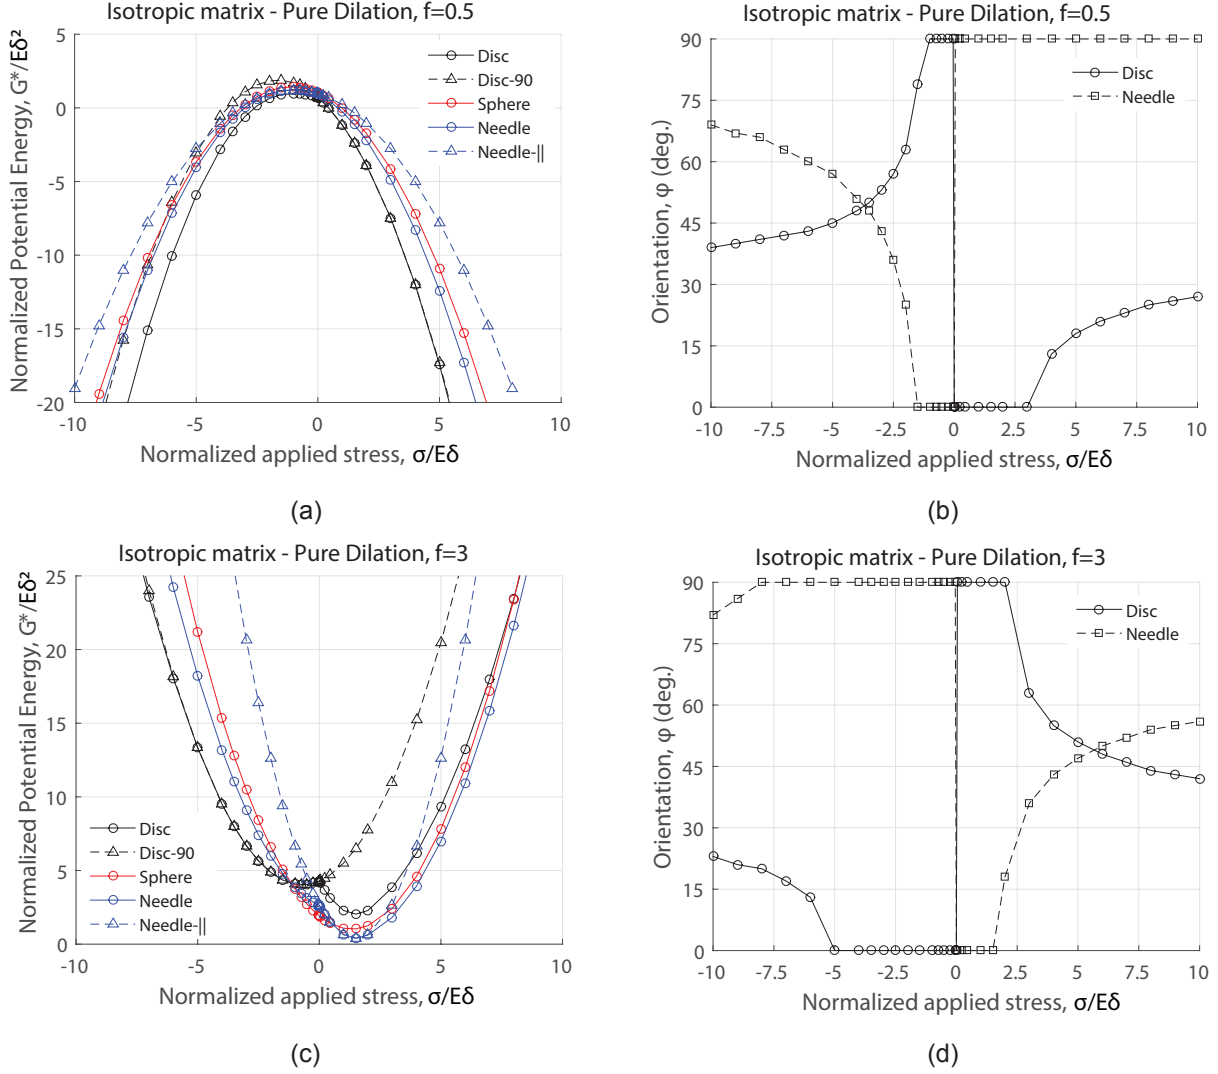 Isotropic matrix - Pure Dilation, f=0.5
Normalized Potential Energy, G*/Eδ²
5
0
-5
-10
-15
-20
Disc
Disc-90
Sphere
Needle
Needle-||
-10
-5
0
5
10
Normalized applied stress, σ/Eδ
(a)
Isotropic matrix - Pure Dilation, f=0.5
Orientation, φ (deg.)
90
75
60
45
30
15
0
Disc
Needle
-10
-7.5
-5
-2.5
0
2.5
5
7.5
10
Normalized applied stress, σ/Eδ
(b)
Isotropic matrix - Pure Dilation, f=3
Normalized Potential Energy, G*/Eδ²
25
20
15
10
5
0
Disc
Disc-90
Sphere
Needle
Needle-||
-10
-5
0
5
10
Normalized applied stress, σ/Eδ
(c)
Isotropic matrix - Pure Dilation, f=3
Orientation, φ (deg.)
90
75
60
45
30
15
0
Disc
Needle
-10
-7.5
-5
-2.5
0
2.5
5
7.5
10
Normalized applied stress, σ/Eδ
(d)